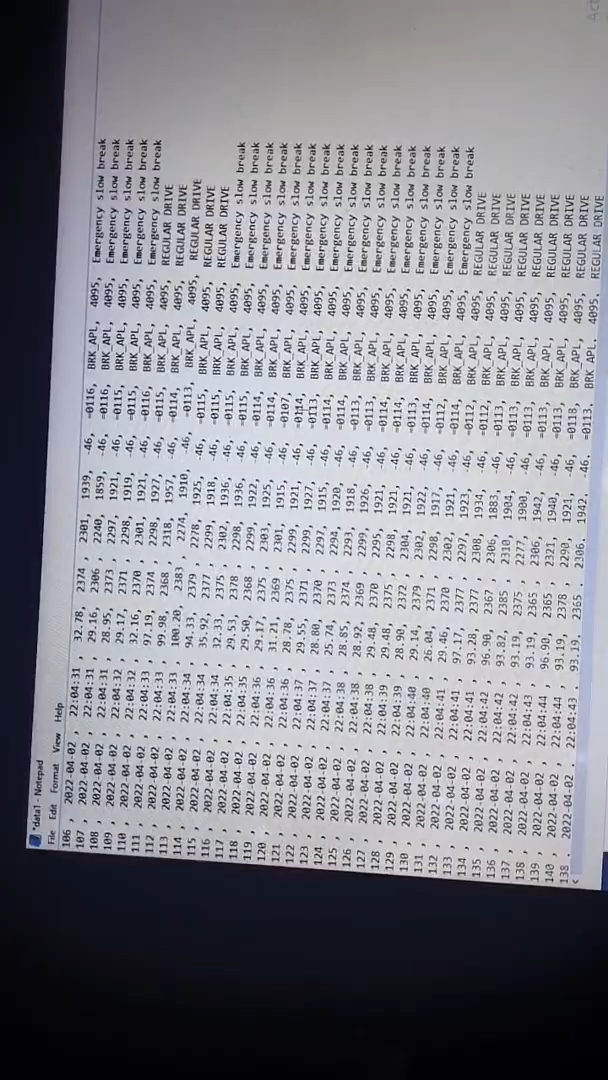 *data1 - Notepad
File Edit Format View Help
106 , 2022-04-02 , 22:04:31 , 32.78, 2374 , 2301, 1939, -46, =0116, BRK_APL, 4095, Emergency slow break
107 , 2022-04-02 , 22:04:31 , 29.16, 2306 , 2240, 1859, -46, =0116, BRK_APL, 4095, Emergency slow break
108 , 2022-04-02 , 22:04:31 , 28.95, 2373 , 2297, 1921, -46, =0115, BRK_APL, 4095, Emergency slow break
109 , 2022-04-02 , 22:04:32 , 29.17, 2371 , 2298, 1919, -46, =0115, BRK_APL, 4095, Emergency slow break
110 , 2022-04-02 , 22:04:32 , 32.16, 2370 , 2301, 1921, -46, =0116, BRK_APL, 4095, Emergency slow break
111 , 2022-04-02 , 22:04:33 , 97.19, 2374 , 2298, 1927, -46, =0115, BRK_APL, 4095, REGULAR DRIVE
112 , 2022-04-02 , 22:04:33 , 99.98, 2368 , 2318, 1957, -46, =0114, BRK_APL, 4095, REGULAR DRIVE
113 , 2022-04-02 , 22:04:33 , 100.20, 2383 , 2274, 1910, -46, =0113, BRK_APL, 4095, REGULAR DRIVE
114 , 2022-04-02 , 22:04:34 , 94.33, 2379 , 2278, 1925, -46, =0115, BRK_APL, 4095, REGULAR DRIVE
115 , 2022-04-02 , 22:04:34 , 35.92, 2377 , 2299, 1918, -46, =0115, BRK_APL, 4095, REGULAR DRIVE
116 , 2022-04-02 , 22:04:34 , 32.33, 2375 , 2302, 1936, -46, =0115, BRK_APL, 4095, Emergency slow break
117 , 2022-04-02 , 22:04:35 , 29.53, 2378 , 2298, 1936, -46, =0115, BRK_APL, 4095, Emergency slow break
118 , 2022-04-02 , 22:04:35 , 29.50, 2368 , 2299, 1922, -46, =0114, BRK_APL, 4095, Emergency slow break
119 , 2022-04-02 , 22:04:36 , 29.17, 2375 , 2303, 1925, -46, =0114, BRK_APL, 4095, Emergency slow break
120 , 2022-04-02 , 22:04:36 , 31.21, 2369 , 2301, 1915, -46, =0107, BRK_APL, 4095, Emergency slow break
121 , 2022-04-02 , 22:04:36 , 28.78, 2375 , 2299, 1921, -46, =0114, BRK_APL, 4095, Emergency slow break
122 , 2022-04-02 , 22:04:37 , 29.55, 2371 , 2299, 1927, -46, =0113, BRK_APL, 4095, Emergency slow break
123 , 2022-04-02 , 22:04:37 , 28.80, 2370 , 2297, 1915, -46, =0114, BRK_APL, 4095, Emergency slow break
124 , 2022-04-02 , 22:04:37 , 25.74, 2373 , 2294, 1920, -46, =0114, BRK_APL, 4095, Emergency slow break
125 , 2022-04-02 , 22:04:38 , 28.85, 2374 , 2293, 1918, -46, =0113, BRK_APL, 4095, Emergency slow break
126 , 2022-04-02 , 22:04:38 , 28.92, 2369 , 2299, 1926, -46, =0113, BRK_APL, 4095, Emergency slow break
127 , 2022-04-02 , 22:04:38 , 29.48, 2370 , 2295, 1921, -46, =0114, BRK_APL, 4095, Emergency slow break
128 , 2022-04-02 , 22:04:39 , 29.48, 2375 , 2298, 1921, -46, =0114, BRK_APL, 4095, Emergency slow break
129 , 2022-04-02 , 22:04:39 , 28.90, 2372 , 2304, 1921, -46, =0113, BRK_APL, 4095, Emergency slow break
130 , 2022-04-02 , 22:04:40 , 29.14, 2379 , 2302, 1922, -46, =0114, BRK_APL, 4095, Emergency slow break
131 , 2022-04-02 , 22:04:40 , 26.04, 2371 , 2298, 1917, -46, =0112, BRK_APL, 4095, Emergency slow break
132 , 2022-04-02 , 22:04:41 , 29.46, 2370 , 2302, 1921, -46, =0114, BRK_APL, 4095, Emergency slow break
133 , 2022-04-02 , 22:04:41 , 97.17, 2377 , 2297, 1923, -46, =0112, BRK_APL, 4095, REGULAR DRIVE
134 , 2022-04-02 , 22:04:41 , 93.28, 2377 , 2308, 1934, -46, =0113, BRK_APL, 4095, REGULAR DRIVE
135 , 2022-04-02 , 22:04:42 , 96.90, 2367 , 2306, 1883, -46, =0113, BRK_APL, 4095, REGULAR DRIVE
136 , 2022-04-02 , 22:04:42 , 93.82, 2385 , 2310, 1904, -46, =0113, BRK_APL, 4095, REGULAR DRIVE
137 , 2022-04-02 , 22:04:42 , 93.19, 2375 , 2277, 1900, -46, =0113, BRK_APL, 4095, REGULAR DRIVE
138 , 2022-04-02 , 22:04:43 , 93.19, 2365 , 2306, 1942, -46, =0113, BRK_APL, 4095, REGULAR DRIVE
139 , 2022-04-02 , 22:04:44 , 96.90, 2365 , 2321, 1940, -46, =0113, BRK_APL, 4095, REGULAR DRIVE
140 , 2022-04-02 , 22:04:44 , 93.19, 2378 , 2290, 1921, -46, =0118, BRK_APL, 4095, REGULAR DRIVE
138 , 2022-04-02 , 22:04:43 , 93.19, 2365 , 2306, 1942, -46, =0113, BRK_APL, 4095, REGULAR DRIVE
Act